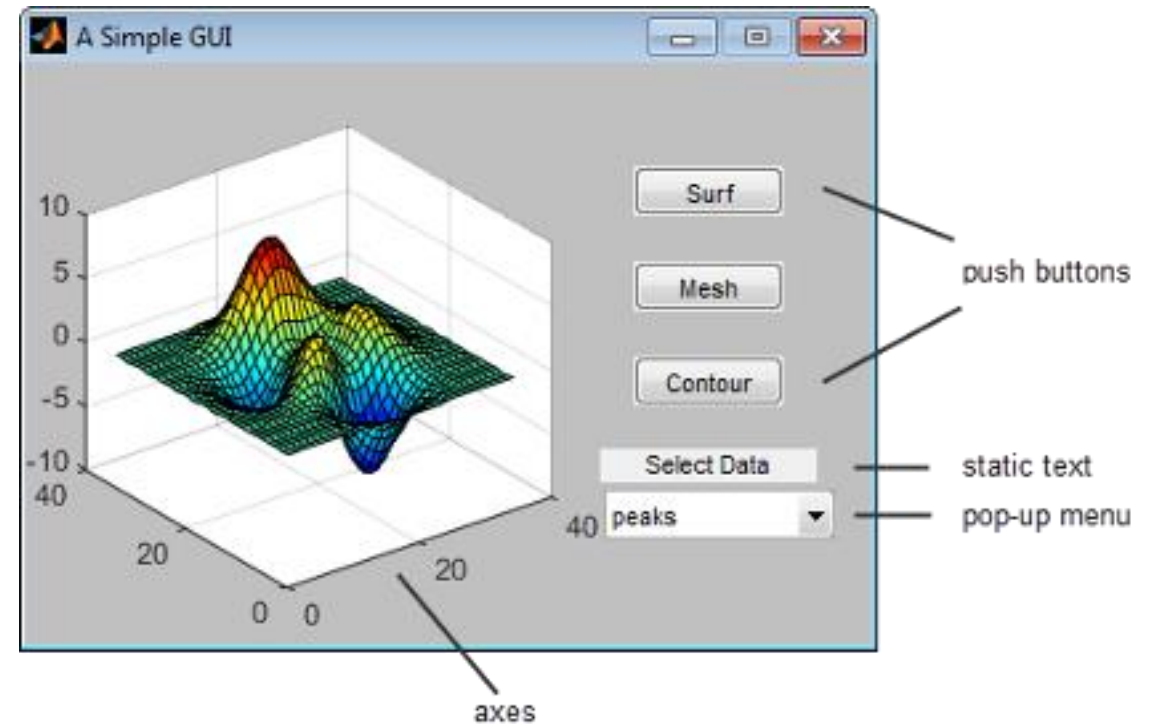 A Simple GUI
10
5
0
-5
-10
40
20
0
0
20
40
Surf
Mesh
Contour
Select Data
peaks
push buttons
static text
pop-up menu
axes